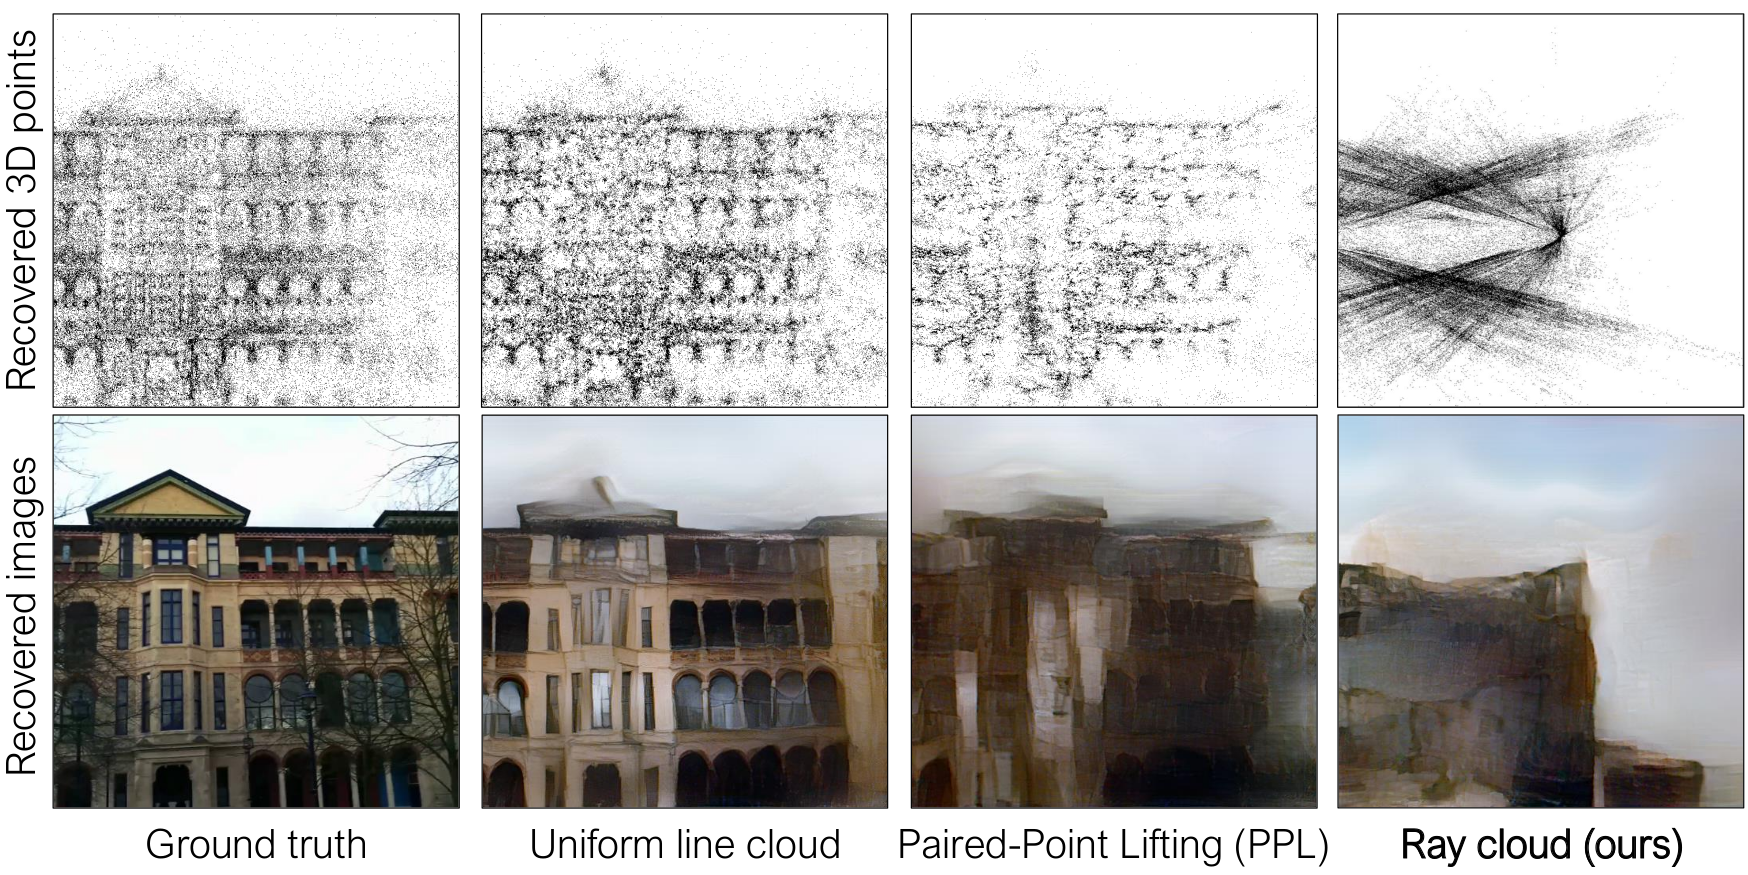 Recovered 3D points
Recovered images
Ground truth
Uniform line cloud
Paired-Point Lifting (PPL)
Ray cloud (ours)